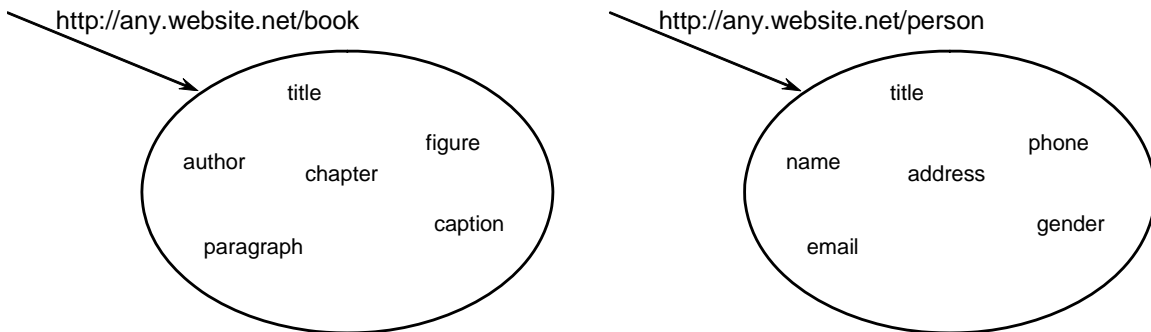 http://any.website.net/book
title
author
figure
chapter
paragraph
caption
http://any.website.net/person
title
name
phone
address
email
gender